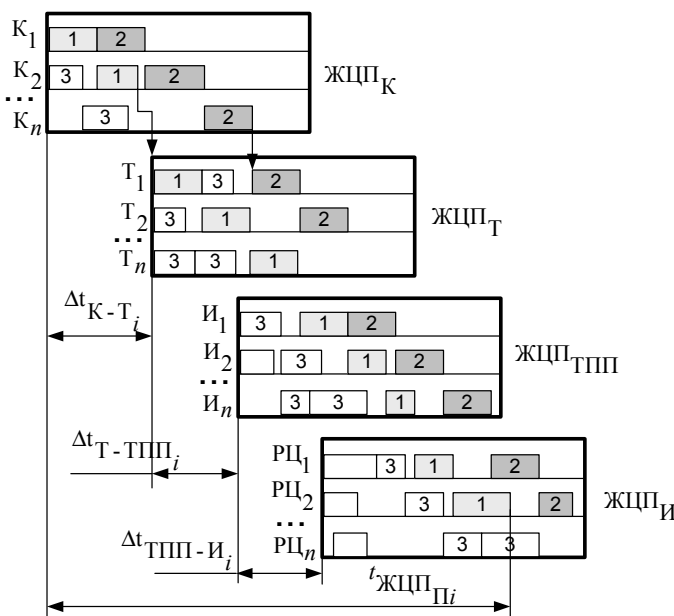 К1 1 2
К2 3 1 2 ЖЦПК
...
Кn 3 2
Т1 1 3 2
Т2 3 1 2 ЖЦПТ
...
Тn 3 3 1
ΔtК - Тi
И1 3 1 2
И2 3 1 2 ЖЦПТПП
...
Иn 3 3 1 2
ΔtТ - ТППi
РЦ1 3 1 2
РЦ2 3 1 2 ЖЦПИ
...
РЦn 3 3
ΔtТПП - Иi
tЖЦППi